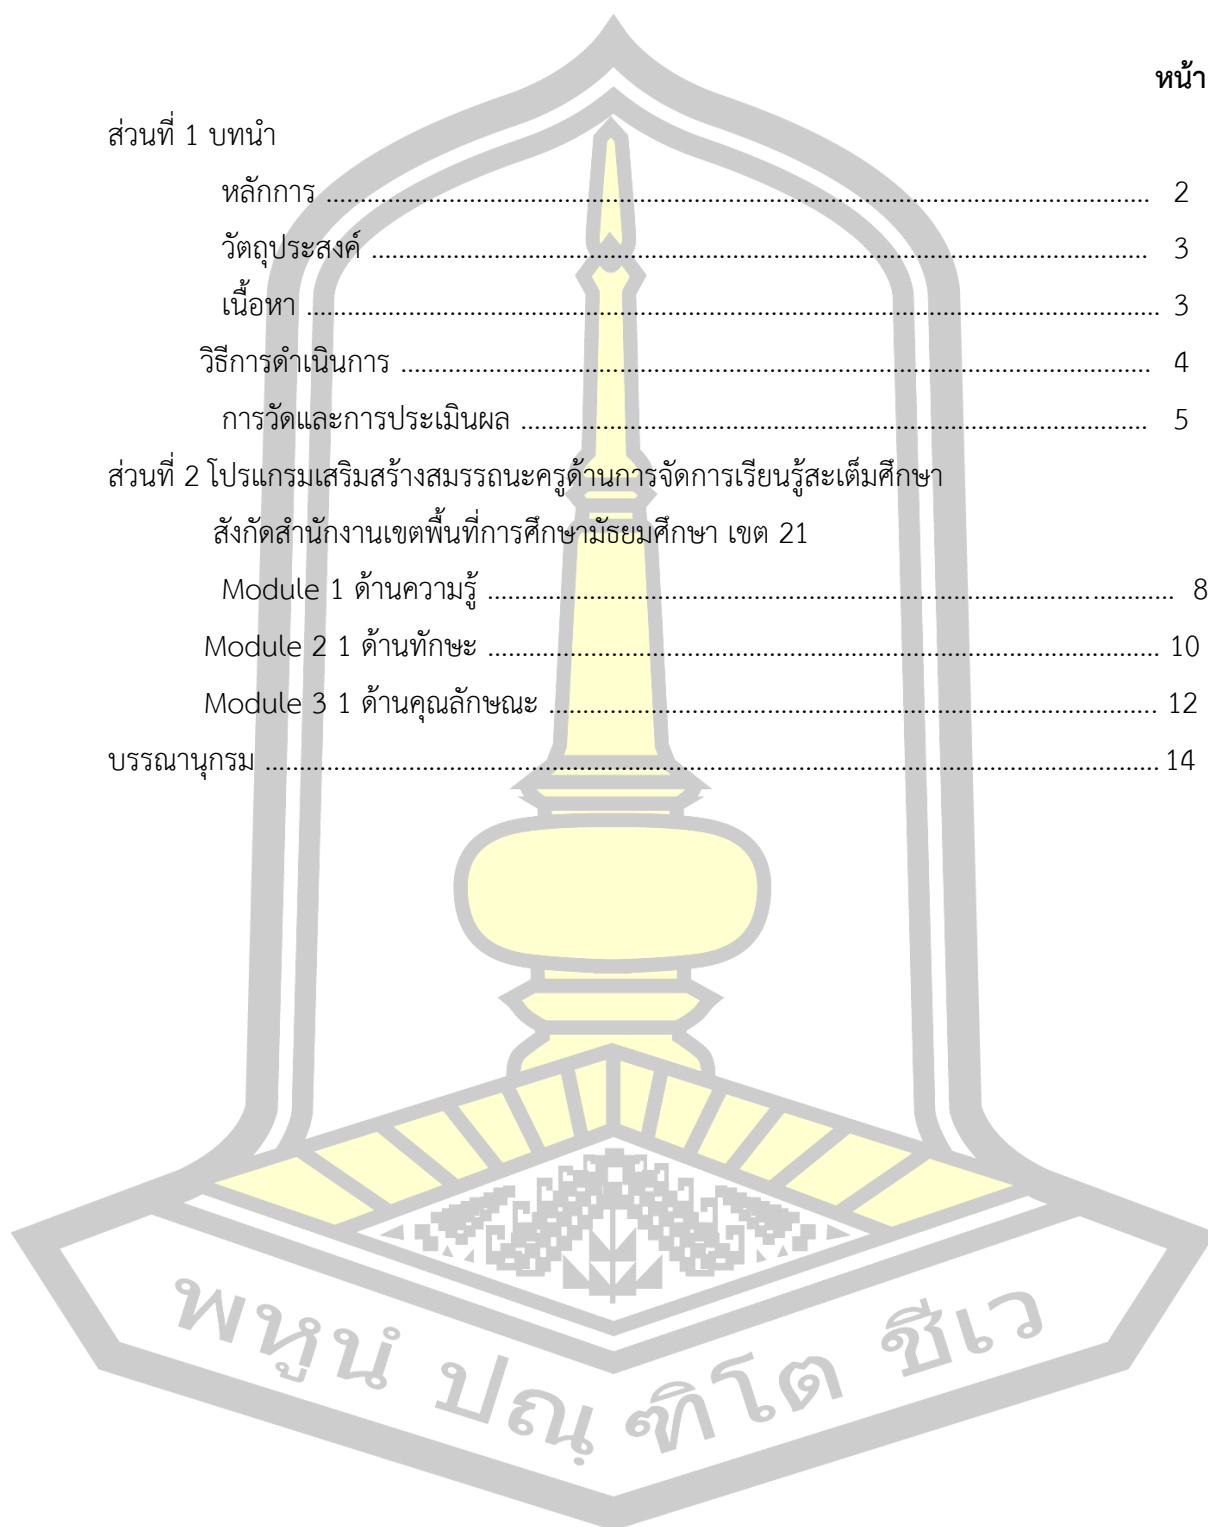 หน้า
ส่วนที่ 1 บทนำ
หลักการ ........................................................................................................ 2
วัตถุประสงค์ .................................................................................................. 3
เนื้อหา ........................................................................................................... 3
วิธีการดำเนินการ ............................................................................................... 4
การวัดและการประเมินผล ............................................................................... 5
ส่วนที่ 2 โปรแกรมเสริมสร้างสมรรถนะครูด้านการจัดการเรียนรู้สะเต็มศึกษา
สังกัดสำนักงานเขตพื้นที่การศึกษามัธยมศึกษา เขต 21
Module 1 ด้านความรู้ ....................................................................................... 8
Module 2 1 ด้านทักษะ ..................................................................................... 10
Module 3 1 ด้านคุณลักษณะ ............................................................................. 12
บรรณานุกรม ................................................................................................................. 14
พหูนํ ปณฺฑิโต ชีเว